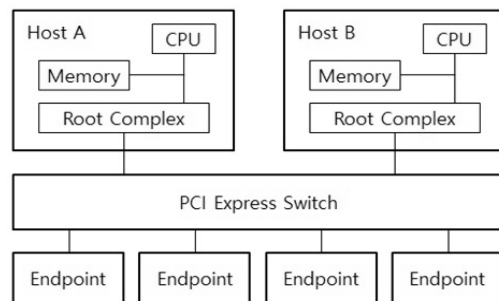 Host A
CPU
Memory
Root Complex
Host B
CPU
Memory
Root Complex
PCI Express Switch
Endpoint
Endpoint
Endpoint
Endpoint